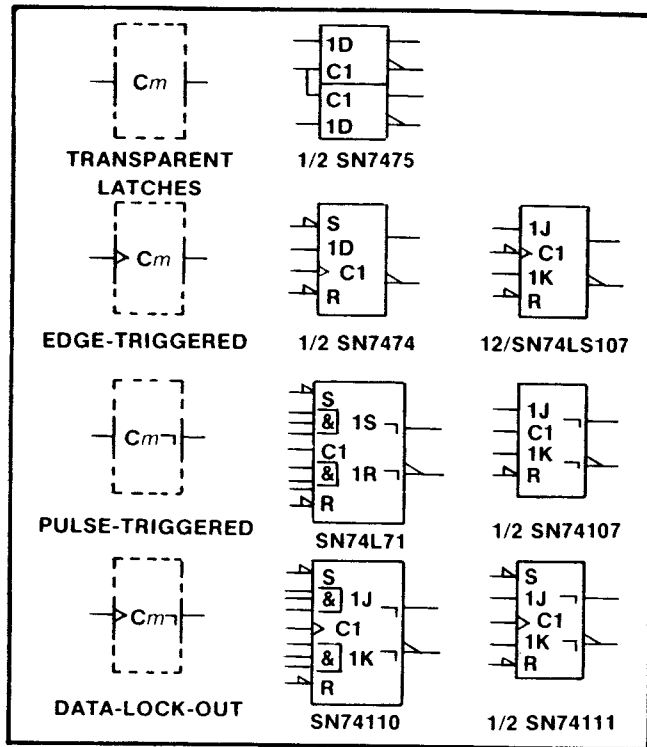 Cm
1D
C1
C1
1D
TRANSPARENT
LATCHES
1/2 SN7475
Cm
S
1D
C1
R
1J
C1
1K
R
EDGE-TRIGGERED
1/2 SN7474
12/SN74LS107
Cm¬
S
& 1S ¬
C1
& 1R ¬
R
1J ¬
C1
1K ¬
R
PULSE-TRIGGERED
SN74L71
1/2 SN74107
Cm¬
S
& 1J ¬
C1
& 1K ¬
R
S
1J ¬
C1
1K ¬
R
DATA-LOCK-OUT
SN74110
1/2 SN74111